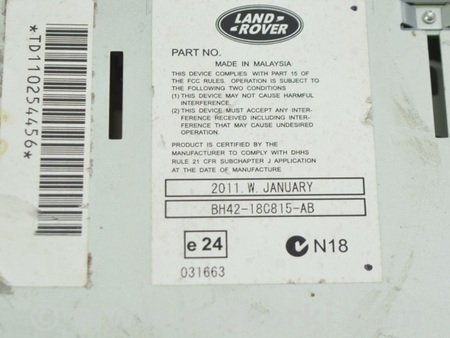 *TD110254456*
LAND
ROVER
PART NO.
MADE IN MALAYSIA
THIS DEVICE COMPLIES WITH PART 15 OF
THE FCC RULES. OPERATION IS SUBJECT TO
THE FOLLOWING TWO CONDITIONS
(1) THIS DEVICE MAY NOT CAUSE HARMFUL
INTERFERENCE.
(2) THIS DEVICE MUST ACCEPT ANY INTER-
FERENCE RECEIVED INCLUDING INTER-
FERENCE THAT MAY CAUSE UNDESIRED
OPERATION.
PRODUCT IS CERTIFIED BY THE
MANUFACTURER TO COMPLY WITH DHHS
RULE 21 CFR SUBCHAPTER J APPLICATION
AT THE DATE OF MANUFACTURE
2011. W. JANUARY
BH42-18C815-AB
e 24
N18
031663